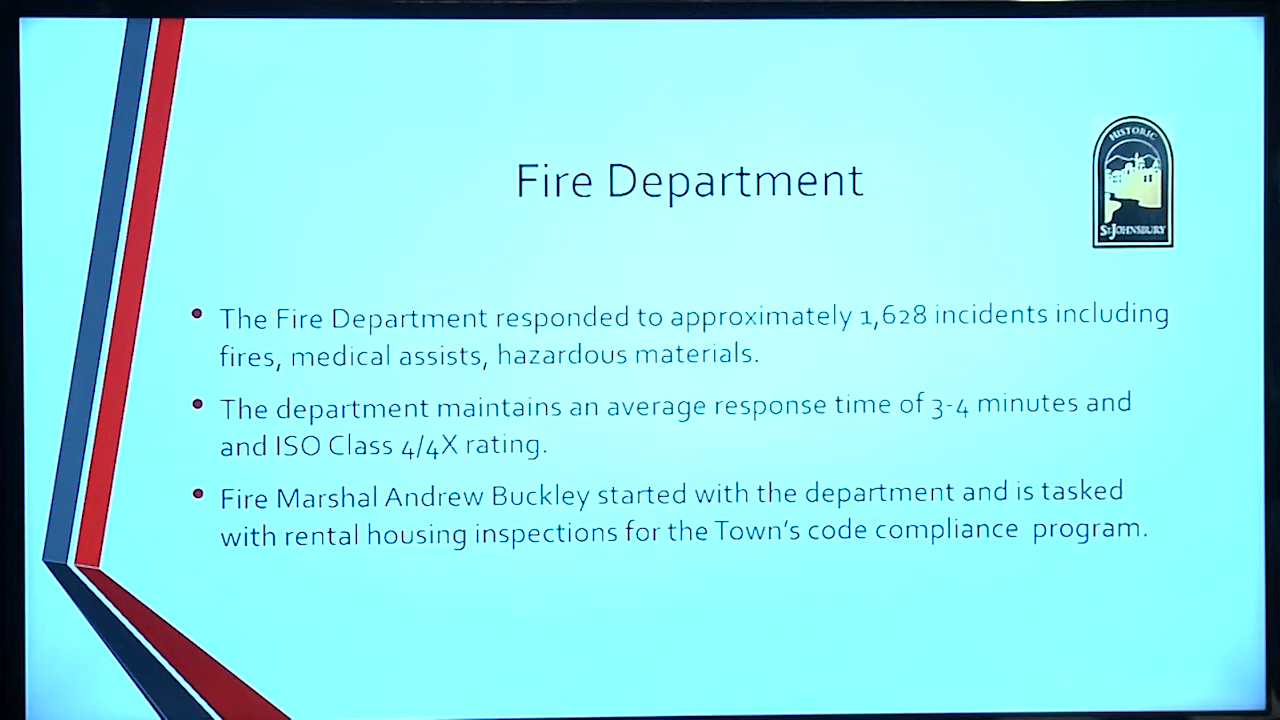 HISTORIC
ST. JOHNSBURY
Fire Department
• The Fire Department responded to approximately 1,628 incidents including
fires, medical assists, hazardous materials.
• The department maintains an average response time of 3-4 minutes and
and ISO Class 4/4X rating.
• Fire Marshal Andrew Buckley started with the department and is tasked
with rental housing inspections for the Town's code compliance program.